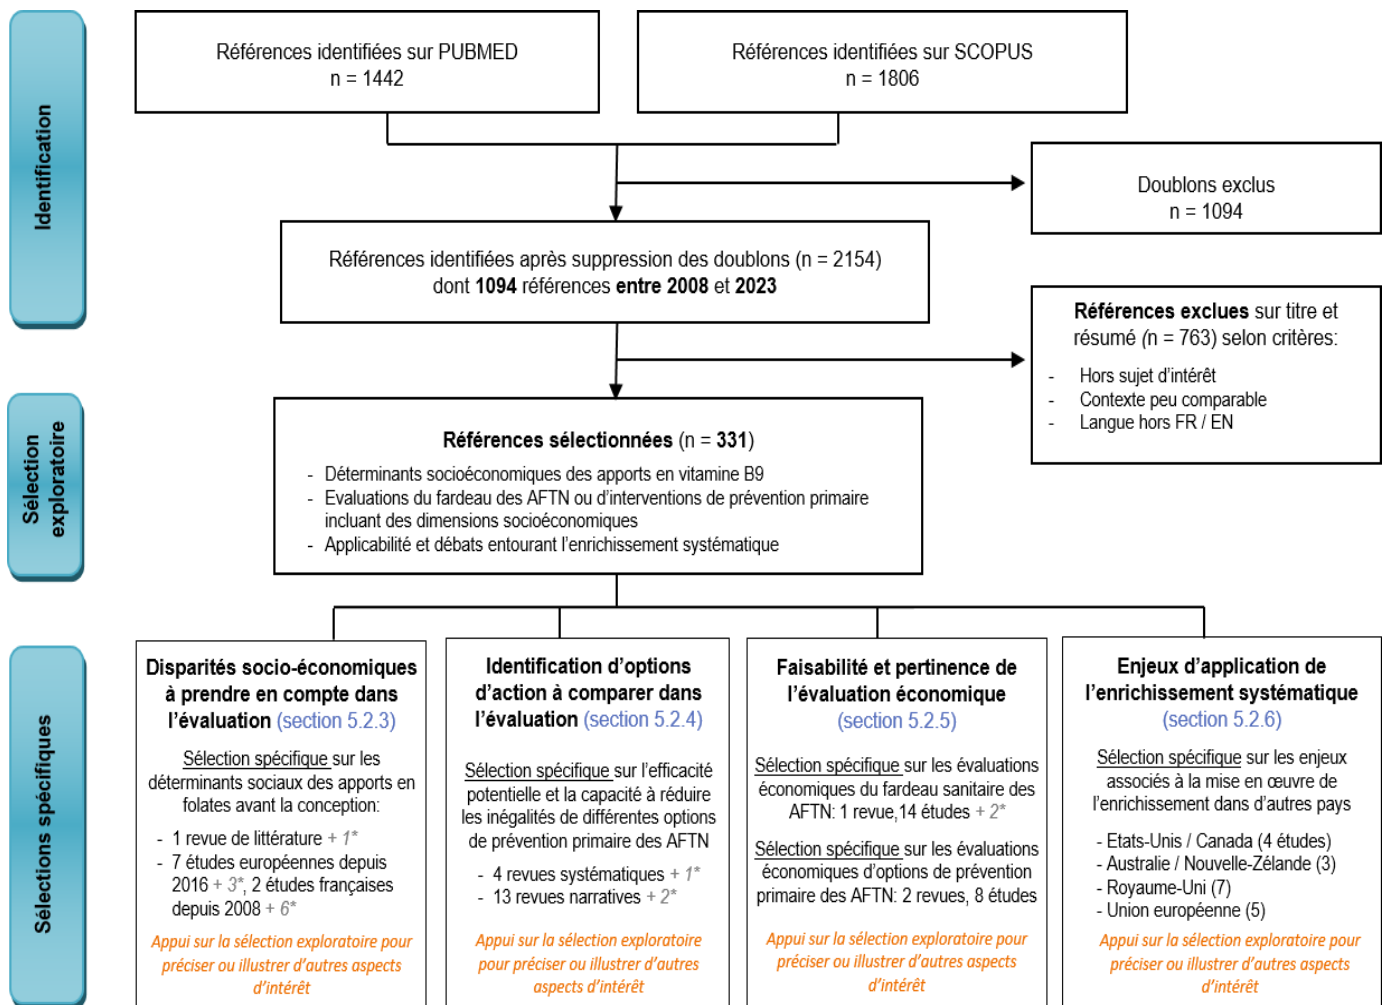 Identification
Références identifiées sur PUBMED
n = 1442
Références identifiées sur SCOPUS
n = 1806
Doublons exclus
n = 1094
Références identifiées après suppression des doublons (n = 2154)
dont 1094 références entre 2008 et 2023
Références exclues sur titre et
résumé (n = 763) selon critères:
- Hors sujet d'intérêt
- Contexte peu comparable
- Langue hors FR / EN
Sélection
exploratoire
Références sélectionnées (n = 331)
- Déterminants socioéconomiques des apports en vitamine B9
- Evaluations du fardeau des AFTN ou d'interventions de prévention primaire
incluant des dimensions socioéconomiques
- Applicabilité et débats entourant l'enrichissement systématique
Sélections spécifiques
Disparités socio-économiques
à prendre en compte dans
l'évaluation (section 5.2.3)
Sélection spécifique sur les
déterminants sociaux des apports en
folates avant la conception:
- 1 revue de littérature + 1*
- 7 études européennes depuis
2016 + 3*, 2 études françaises
depuis 2008 + 6*
Appui sur la sélection exploratoire pour
préciser ou illustrer d'autres aspects
d'intérêt
Identification d'options
d'action à comparer dans
l'évaluation (section 5.2.4)
Sélection spécifique sur l'efficacité
potentielle et la capacité à réduire
les inégalités de différentes options
de prévention primaire des AFTN
- 4 revues systématiques + 1*
- 13 revues narratives + 2*
Appui sur la sélection exploratoire
pour préciser ou illustrer d'autres
aspects d'intérêt
Faisabilité et pertinence de
l'évaluation économique
(section 5.2.5)
Sélection spécifique sur les évaluations
économiques du fardeau sanitaire des
AFTN: 1 revue,14 études + 2*
Sélection spécifique sur les évaluations
économiques d'options de prévention
primaire des AFTN: 2 revues, 8 études
Appui sur la sélection exploratoire pour
préciser ou illustrer d'autres aspects
d'intérêt
Enjeux d'application de
l'enrichissement systématique
(section 5.2.6)
Sélection spécifique sur les enjeux
associés à la mise en œuvre de
l'enrichissement dans d'autres pays
- Etats-Unis / Canada (4 études)
- Australie / Nouvelle-Zélande (3)
- Royaume-Uni (7)
- Union européenne (5)
Appui sur la sélection exploratoire pour
préciser ou illustrer d'autres aspects
d'intérêt